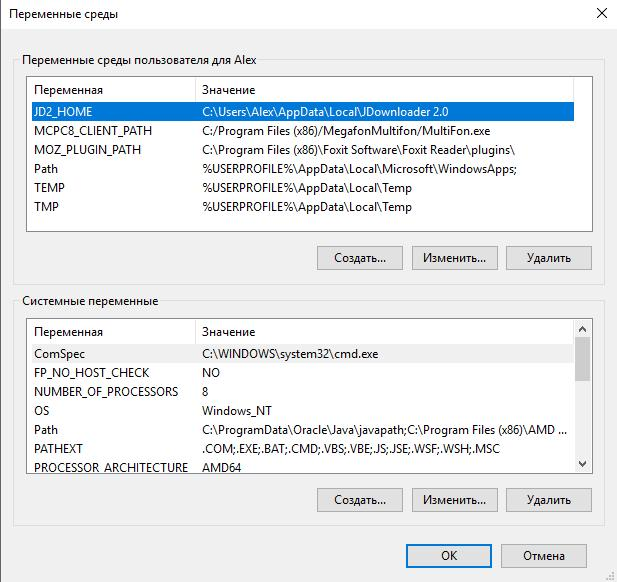 Переменные среды
Переменные среды пользователя для Alex
Переменная Значение
JD2_HOME C:\Users\Alex\AppData\Local\JDownloader 2.0
MCPC8_CLIENT_PATH C:/Program Files (x86)/MegafonMultifon/MultiFon.exe
MOZ_PLUGIN_PATH C:\Program Files (x86)\Foxit Software\Foxit Reader\plugins\
Path %USERPROFILE%\AppData\Local\Microsoft\WindowsApps;
TEMP %USERPROFILE%\AppData\Local\Temp
TMP %USERPROFILE%\AppData\Local\Temp
Создать... Изменить... Удалить
Системные переменные
Переменная Значение
ComSpec C:\WINDOWS\system32\cmd.exe
FP_NO_HOST_CHECK NO
NUMBER_OF_PROCESSORS 8
OS Windows_NT
Path C:\ProgramData\Oracle\Java\javapath;C:\Program Files (x86)\AMD ...
PATHEXT .COM;.EXE;.BAT;.CMD;.VBS;.VBE;.JS;.JSE;.WSF;.WSH;.MSC
PROCESSOR_ARCHITECTURE AMD64
Создать... Изменить... Удалить
ОК Отмена